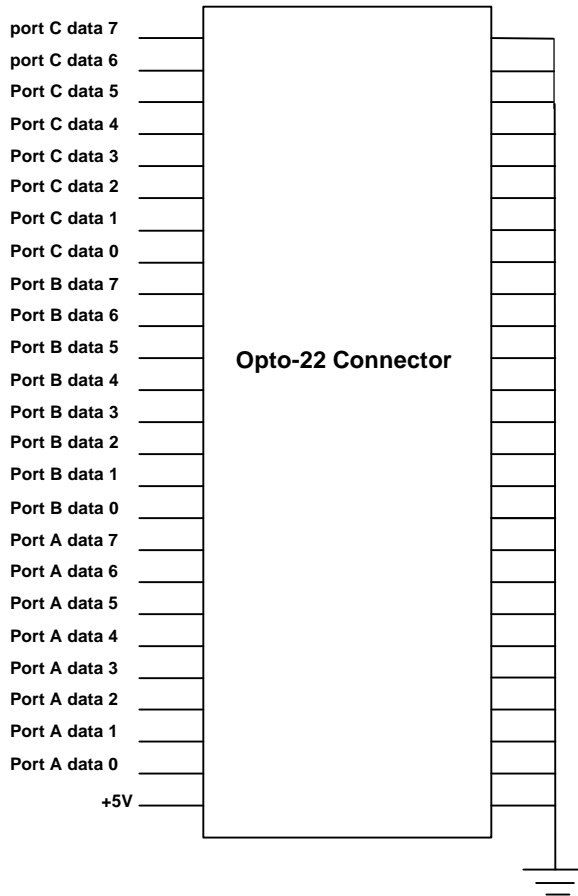 port C data 7
port C data 6
Port C data 5
Port C data 4
Port C data 3
Port C data 2
Port C data 1
Port C data 0
Port B data 7
Port B data 6
Port B data 5
Opto-22 Connector
Port B data 4
Port B data 3
Port B data 2
Port B data 1
Port B data 0
Port A data 7
Port A data 6
Port A data 5
Port A data 4
Port A data 3
Port A data 2
Port A data 1
Port A data 0
+5V